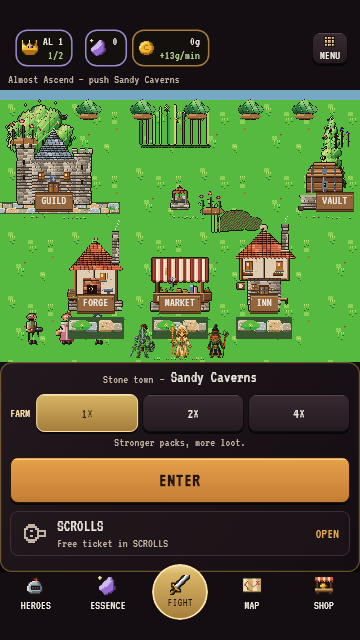 AL 1
1/2
0
0g
+13g/min
MENU
Almost Ascend – push Sandy Caverns
GUILD
VAULT
FORGE
MARKET
INN
Stone town – Sandy Caverns
FARM
1X
2X
4X
Stronger packs, more loot.
ENTER
SCROLLS
Free ticket in SCROLLS
OPEN
HEROES
ESSENCE
FIGHT
MAP
SHOP